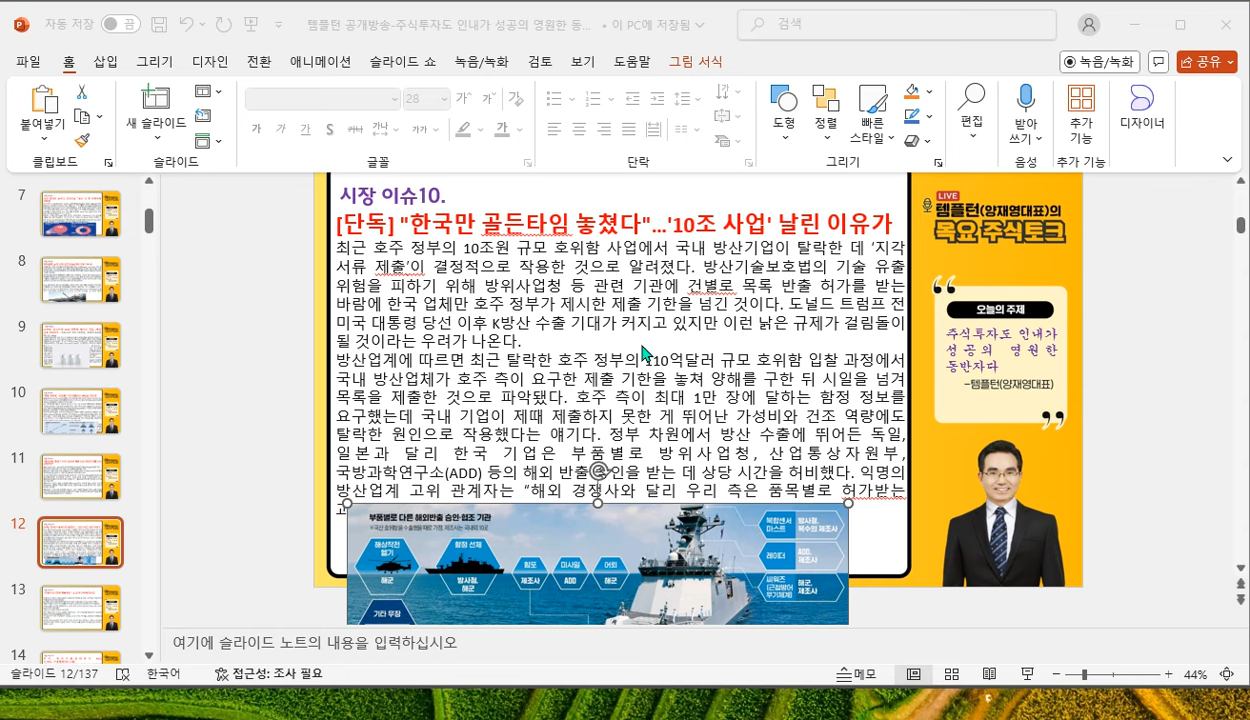 자동 저장 끔
템플턴 공개방송-주식투자도 인내가 성공의 영원한 동... • 이 PC에 저장됨
검색
파일 홈 삽입 그리기 디자인 전환 애니메이션 슬라이드 쇼 녹음/녹화 검토 보기 도움말 그림 서식
녹음/녹화 공유
붙여넣기
새 슬라이드
28
도형 정렬 빠른 스타일
편집
받아쓰기
추가 기능
디자이너
클립보드 슬라이드 글꼴 단락 그리기 음성 추가 기능
7
8
9
10
11
12
13
14
시장 이슈10.
[단독] "한국만 골든타임 놓쳤다"…'10조 사업' 날린 이유가
최근 호주 정부의 10조원 규모 호위함 사업에서 국내 방산기업이 탈락한 데 ‘지각
서류 제출’이 결정적으로 작용한 것으로 알려졌다. 방산기술보호법의 기술 유출
위험을 피하기 위해 방위사업청 등 관련 기관에 건별로 목록 반출 허가를 받는
바람에 한국 업체만 호주 정부가 제시한 제출 기한을 넘긴 것이다. 도널드 트럼프 전
미국 대통령 당선 이후 K방산 수출 기대가 커지고 있지만 이런 낡은 규제가 걸림돌이
될 것이라는 우려가 나온다.
방산업계에 따르면 최근 탈락한 호주 정부의 110억달러 규모 호위함 입찰 과정에서
국내 방산업체가 호주 측이 요구한 제출 기한을 놓쳐 양해를 구한 뒤 시일을 넘겨
목록을 제출한 것으로 파악됐다. 호주 측이 최대 1만 장에 달하는 함정 정보를
요구했는데 국내 기업이 제때 제출하지 못한 게 뛰어난 가성비와 건조 역량에도
탈락한 원인으로 작용했다는 얘기다. 정부 차원에서 방산 수출에 뛰어든 독일,
일본과 달리 한국 기업은 부품별로 방위사업청, 산업통상자원부,
국방과학연구소(ADD) 등의 해외 반출 승인을 받는 데 상당 시간을 허비했다. 익명의
방산업계 고위 관계자는 “해외 경쟁사와 달리 우리 측은 품목별로 허가받는
부품별로 다른 해외반출 승인·협조 기관
해상작전 헬기
해군
함정 선체
방사청, 해군
함포
제조사
미사일
ADD
어뢰
해군
기타 무장
복합센서 마스트
방사청, 복수의 제조사
레이더
ADD, 제조사
씨위즈 (근접방어 무기체계)
해군, 제조사
LIVE
템플턴(양재영대표)의
목요 주식토크
오늘의 주제
주식투자도 인내가
성공의 영원한
동반자다
-템플턴(양재영대표)
여기에 슬라이드 노트의 내용을 입력하십시오
슬라이드 12/137 한국어 접근성: 조사 필요 메모 44%